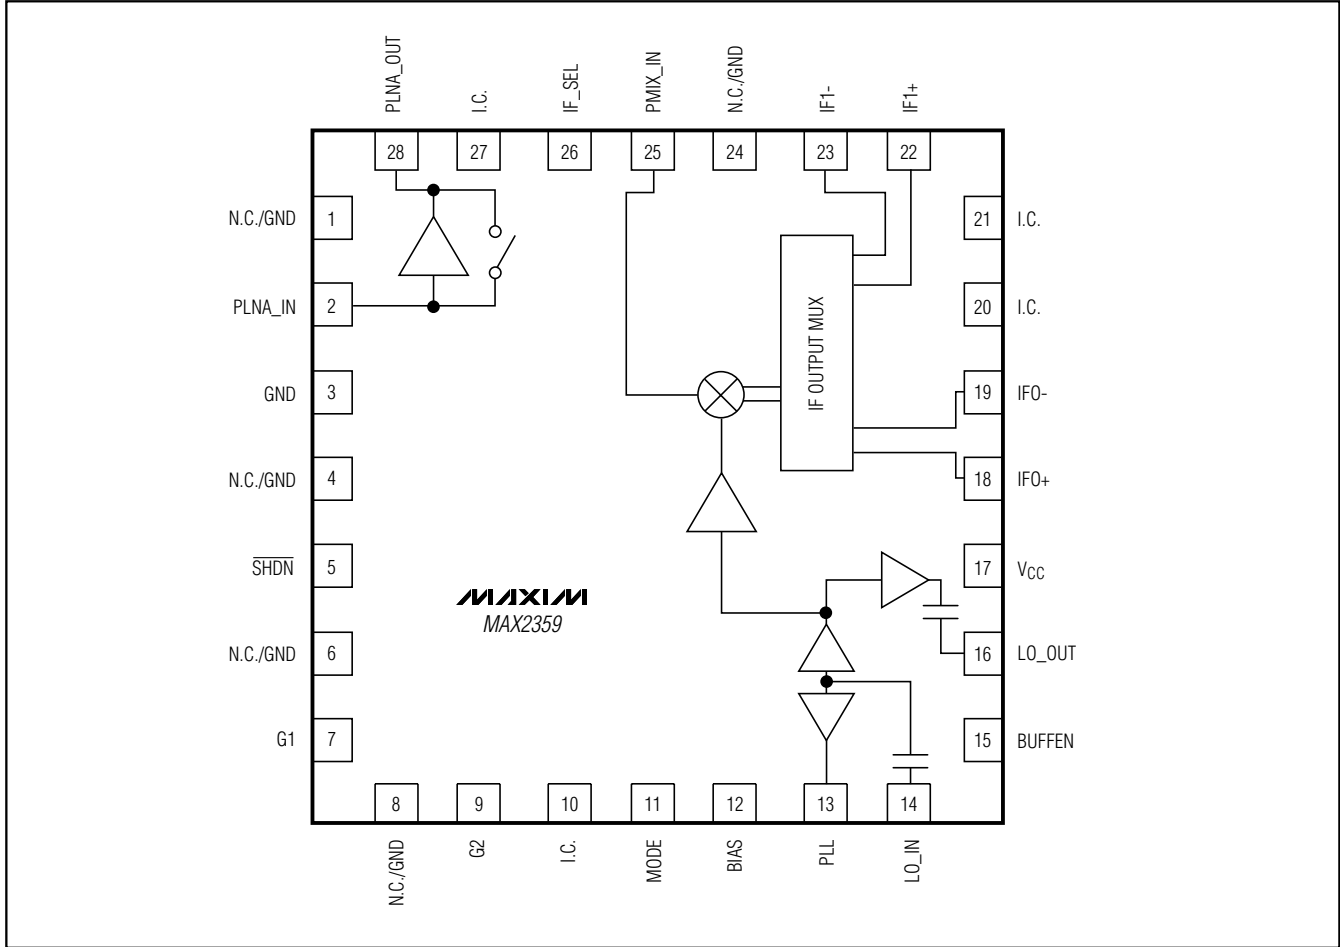 PLNA_OUT
I.C.
IF_SEL
PMIX_IN
N.C./GND
IF1-
IF1+
28
27
26
25
24
23
22
N.C./GND 1
PLNA_IN 2
GND 3
N.C./GND 4
SHDN 5
N.C./GND 6
G1 7
IF OUTPUT MUX
MAXIM
MAX2359
21 I.C.
20 I.C.
19 IF0-
18 IF0+
17 VCC
16 LO_OUT
15 BUFFEN
8
9
10
11
12
13
14
N.C./GND
G2
I.C.
MODE
BIAS
PLL
LO_IN